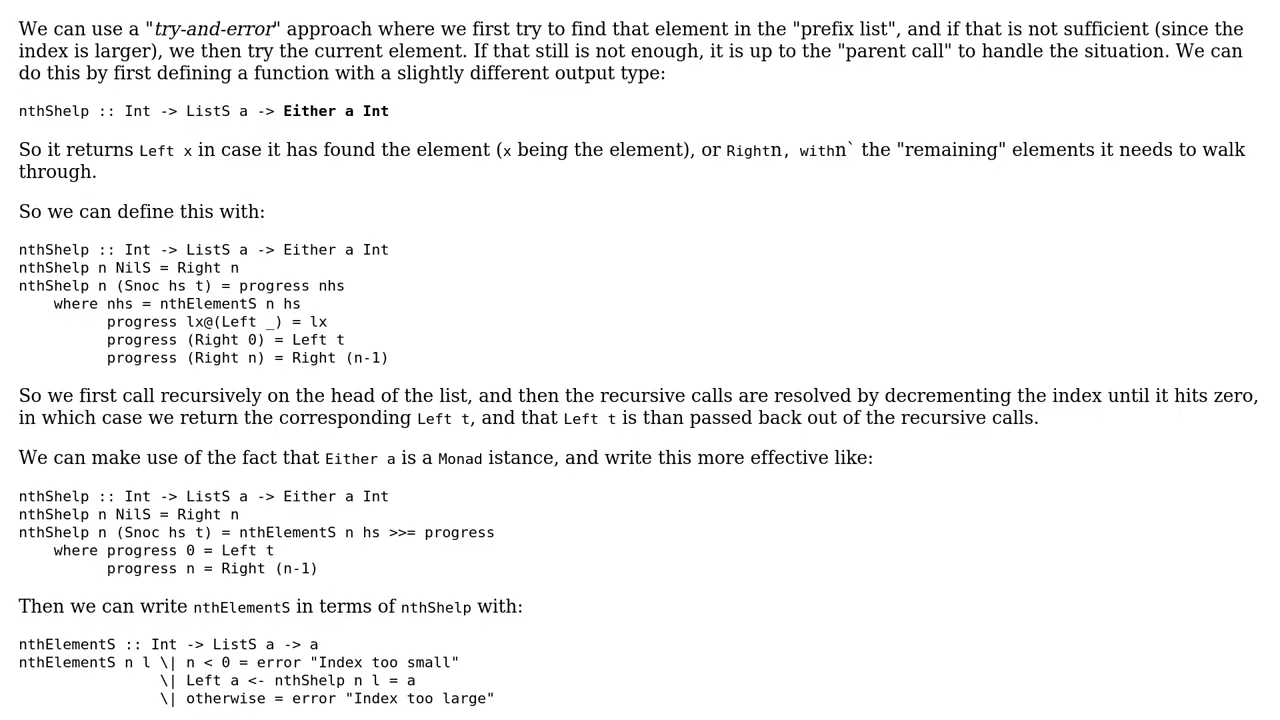 We can use a "try-and-error" approach where we first try to find that element in the "prefix list", and if that is not sufficient (since the
index is larger), we then try the current element. If that still is not enough, it is up to the "parent call" to handle the situation. We can
do this by first defining a function with a slightly different output type:
nthShelp :: Int -> ListS a -> Either a Int
So it returns Left x in case it has found the element (x being the element), or Rightn, withn` the "remaining" elements it needs to walk
through.
So we can define this with:
nthShelp :: Int -> ListS a -> Either a Int
nthShelp n NilS = Right n
nthShelp n (Snoc hs t) = progress nhs
    where nhs = nthElementS n hs
          progress lx@(Left _) = lx
          progress (Right 0) = Left t
          progress (Right n) = Right (n-1)
So we first call recursively on the head of the list, and then the recursive calls are resolved by decrementing the index until it hits zero,
in which case we return the corresponding Left t, and that Left t is than passed back out of the recursive calls.
We can make use of the fact that Either a is a Monad istance, and write this more effective like:
nthShelp :: Int -> ListS a -> Either a Int
nthShelp n NilS = Right n
nthShelp n (Snoc hs t) = nthElementS n hs >>= progress
    where progress 0 = Left t
          progress n = Right (n-1)
Then we can write nthElementS in terms of nthShelp with:
nthElementS :: Int -> ListS a -> a
nthElementS n l \| n < 0 = error "Index too small"
                \| Left a <- nthShelp n l = a
                \| otherwise = error "Index too large"